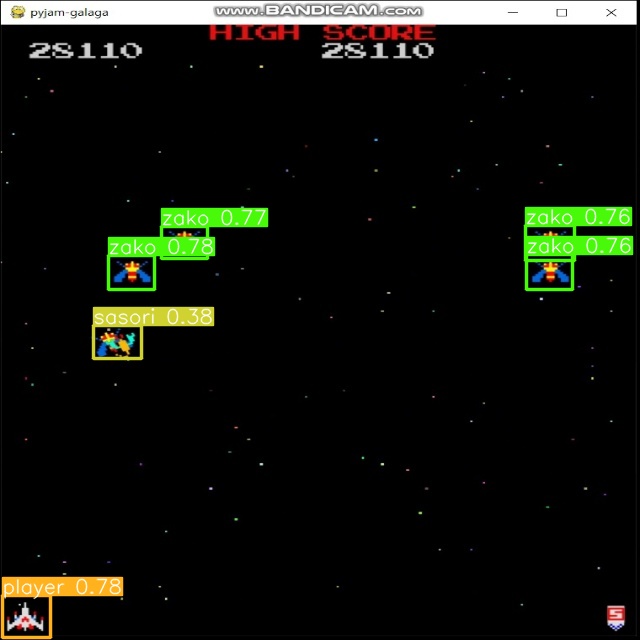 pyjam-galaga
www.BANDICAM.com
HIGH SCORE
28110 28110
zako 0.77
zako 0.76
zako 0.78
zako 0.76
sasori 0.38
player 0.78
5